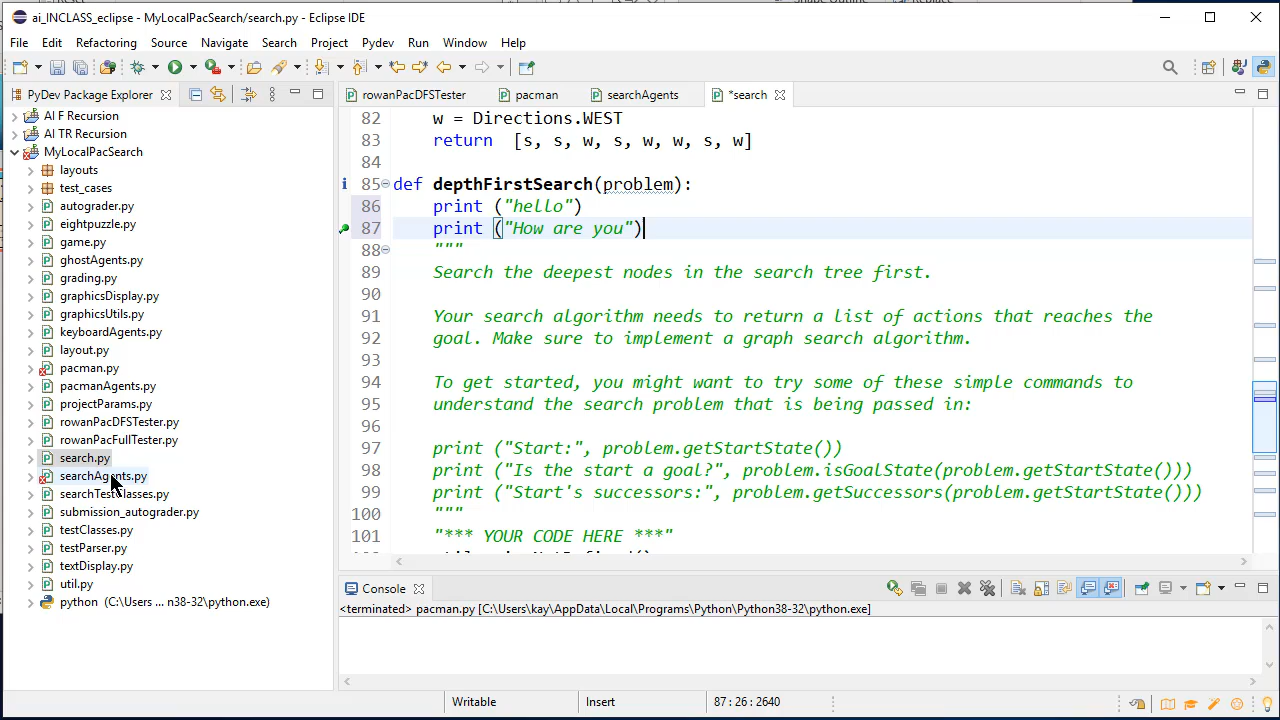 ai_INCLASS_eclipse - MyLocalPacSearch/search.py - Eclipse IDE
File Edit Refactoring Source Navigate Search Project Pydev Run Window Help
PyDev Package Explorer
rowanPacDFSTester pacman searchAgents *search
AI F Recursion
AI TR Recursion
MyLocalPacSearch
layouts
test_cases
autograder.py
eightpuzzle.py
game.py
ghostAgents.py
grading.py
graphicsDisplay.py
graphicsUtils.py
keyboardAgents.py
layout.py
pacman.py
pacmanAgents.py
projectParams.py
rowanPacDFSTester.py
rowanPacFullTester.py
search.py
searchAgents.py
searchTestClasses.py
submission_autograder.py
testClasses.py
testParser.py
textDisplay.py
util.py
python (C:\Users ... n38-32\python.exe)
82 w = Directions.WEST
83 return [s, s, w, s, w, w, s, w]
84
85 def depthFirstSearch(problem):
86 print ("hello")
87 print ("How are you")
88 """
89 Search the deepest nodes in the search tree first.
90
91 Your search algorithm needs to return a list of actions that reaches the
92 goal. Make sure to implement a graph search algorithm.
93
94 To get started, you might want to try some of these simple commands to
95 understand the search problem that is being passed in:
96
97 print ("Start:", problem.getStartState())
98 print ("Is the start a goal?", problem.isGoalState(problem.getStartState()))
99 print ("Start's successors:", problem.getSuccessors(problem.getStartState()))
100 """
101 "*** YOUR CODE HERE ***"
Console
<terminated> pacman.py [C:\Users\kay\AppData\Local\Programs\Python\Python38-32\python.exe]
Writable Insert 87 : 26 : 2640